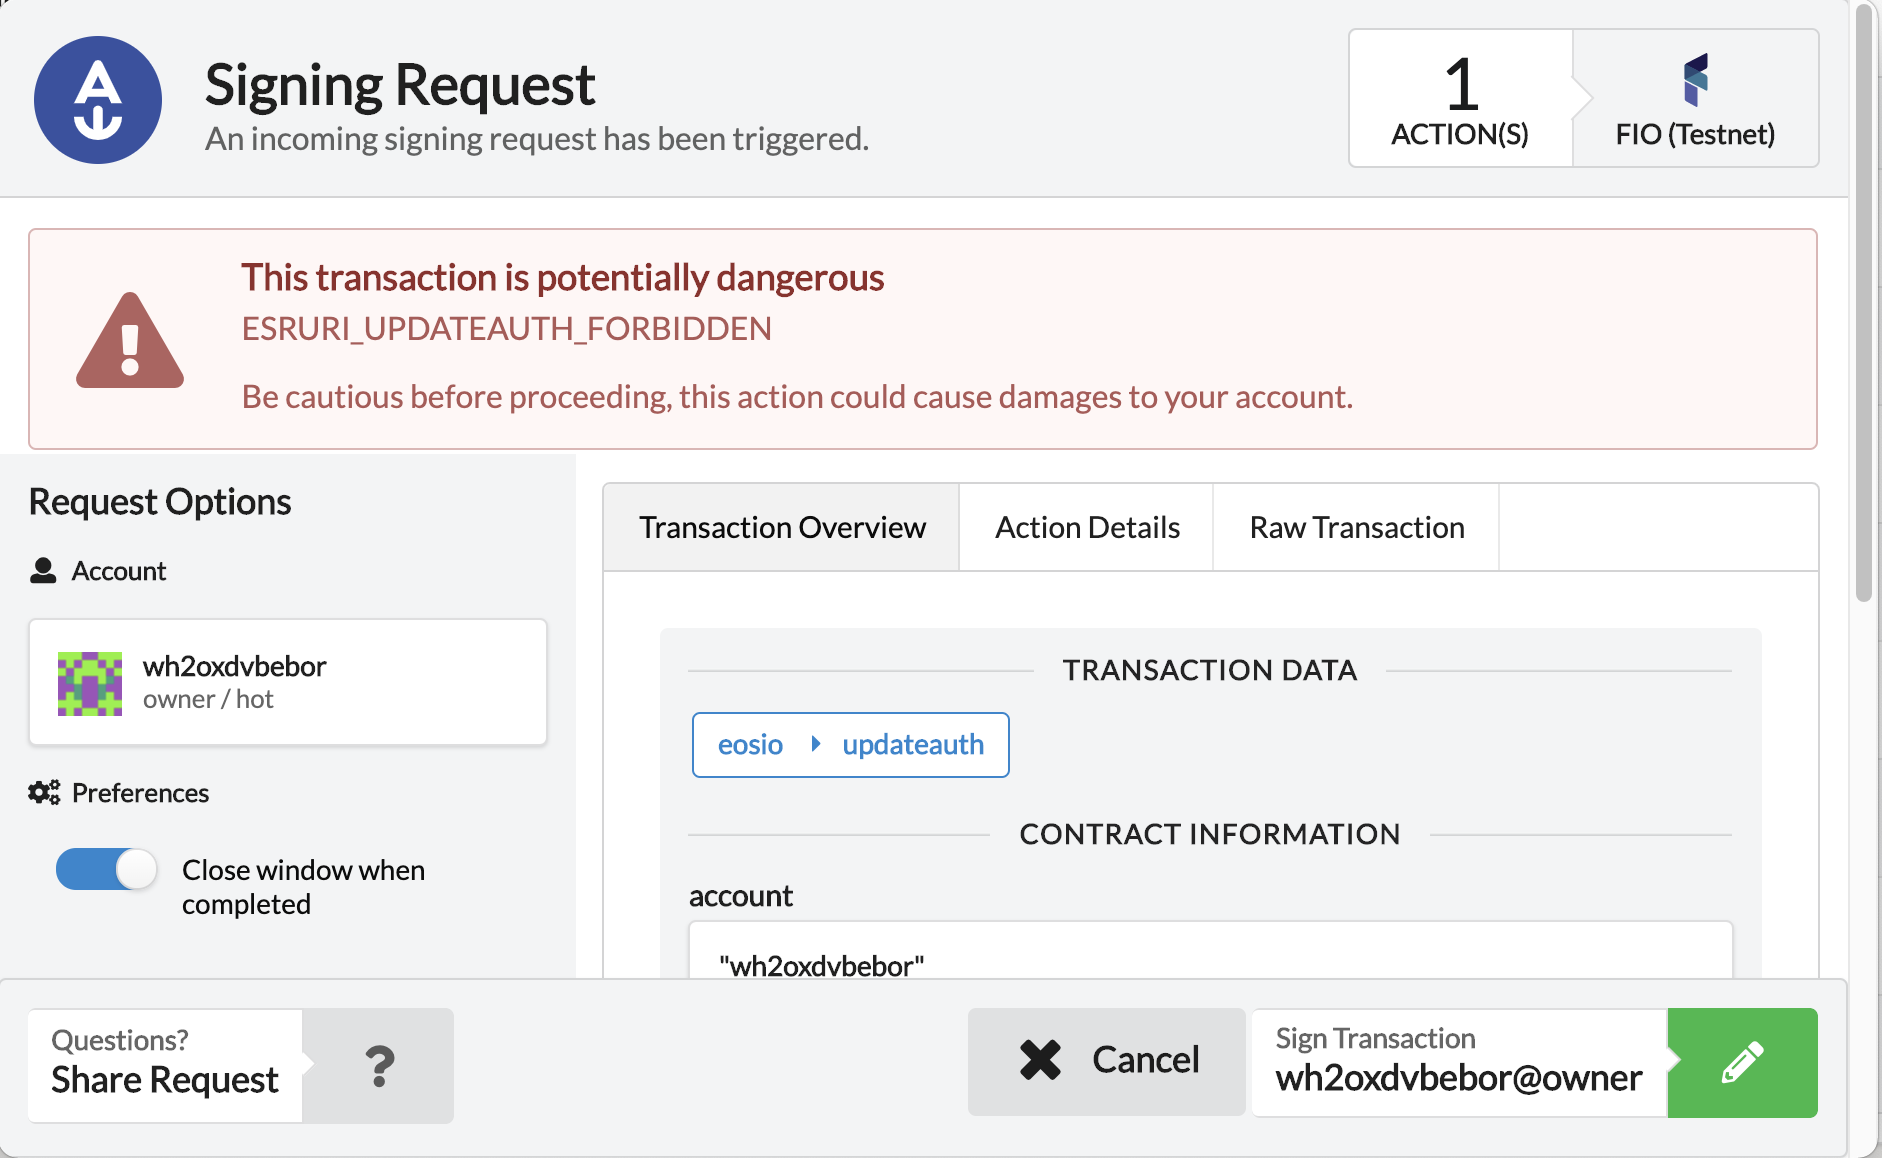 Signing Request
An incoming signing request has been triggered.
1
ACTION(S)
FIO (Testnet)
This transaction is potentially dangerous
ESRURI_UPDATEAUTH_FORBIDDEN
Be cautious before proceeding, this action could cause damages to your account.
Request Options
Account
wh2oxdvbebor
owner / hot
Preferences
Close window when
completed
Transaction Overview
Action Details
Raw Transaction
TRANSACTION DATA
eosio
updateauth
CONTRACT INFORMATION
account
"wh2oxdvbebor"
Questions?
Share Request
?
Cancel
Sign Transaction
wh2oxdvbebor@owner